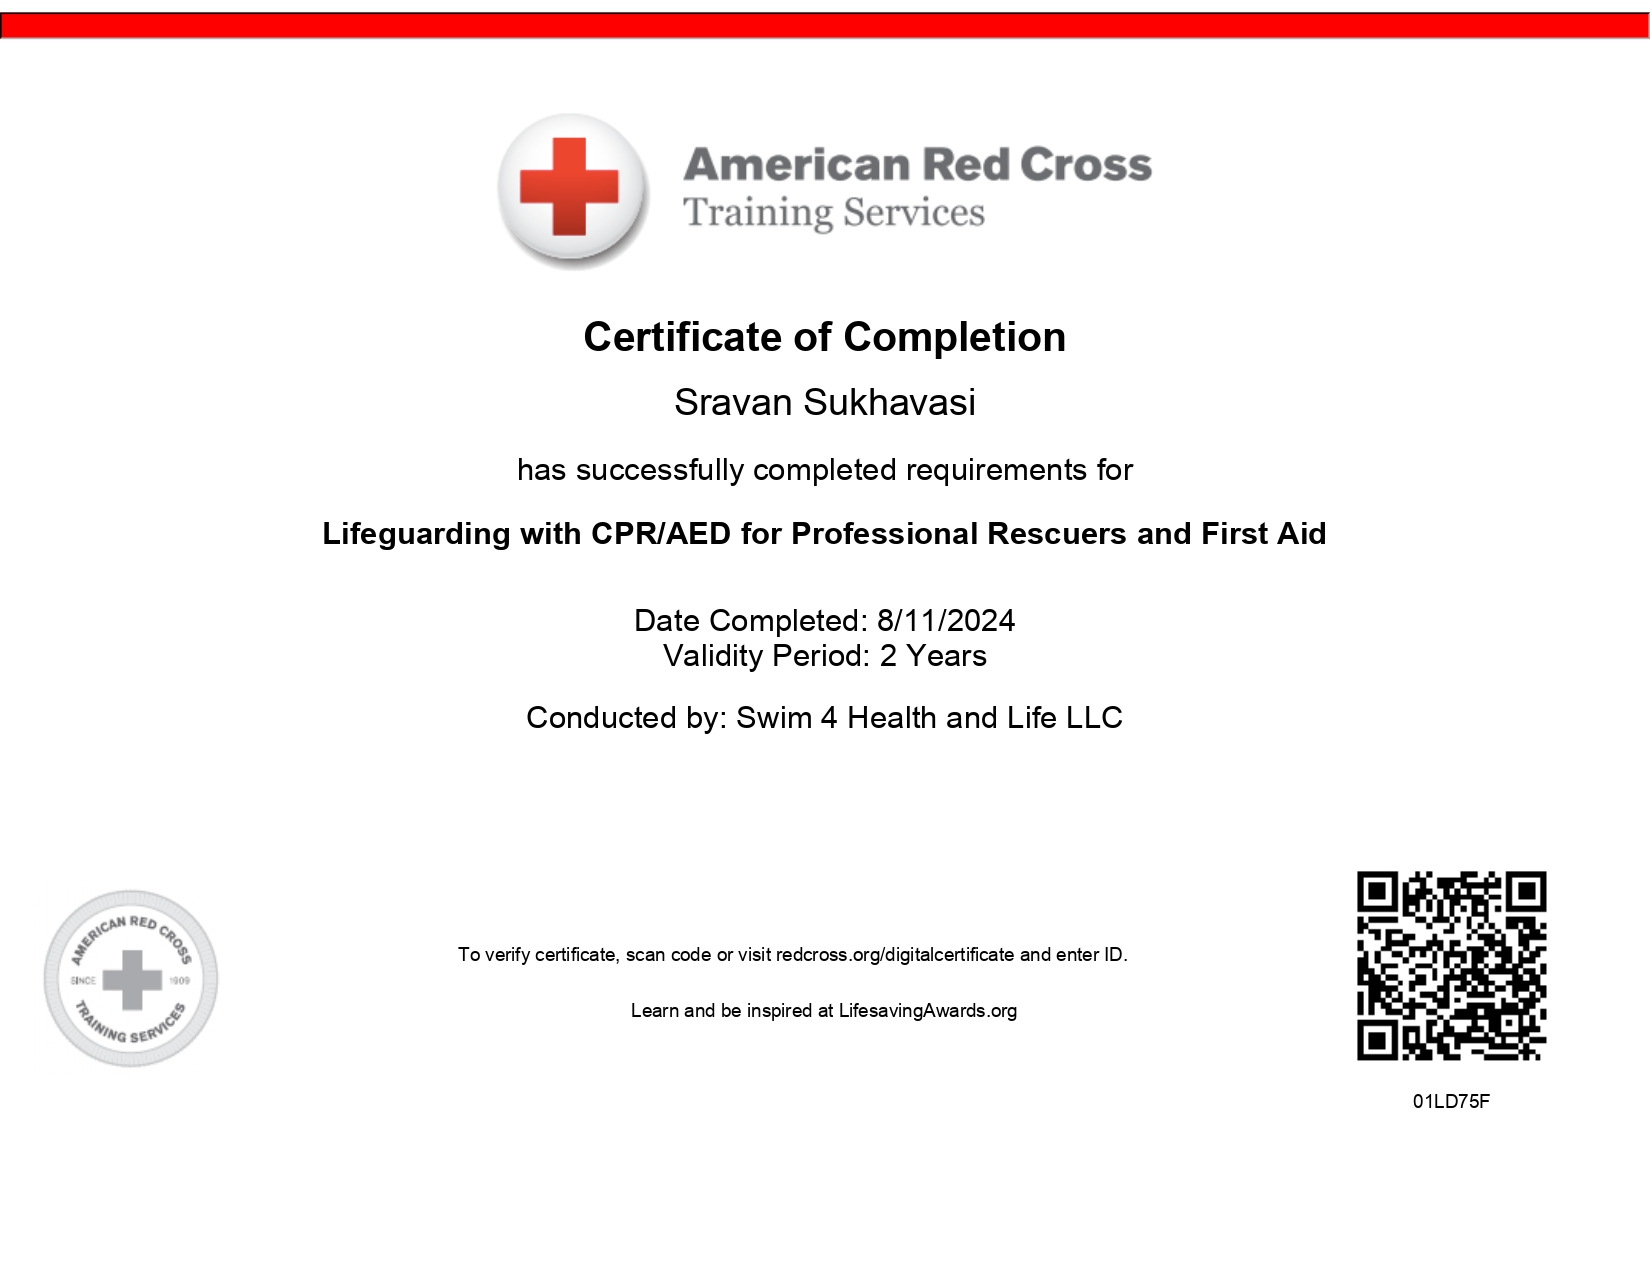 American Red Cross
Training Services
Certificate of Completion
Sravan Sukhavasi
has successfully completed requirements for
Lifeguarding with CPR/AED for Professional Rescuers and First Aid
Date Completed: 8/11/2024
Validity Period: 2 Years
Conducted by: Swim 4 Health and Life LLC
AMERICAN RED CROSS
SINCE 1909
TRAINING SERVICES
To verify certificate, scan code or visit redcross.org/digitalcertificate and enter ID.
Learn and be inspired at LifesavingAwards.org
01LD75F